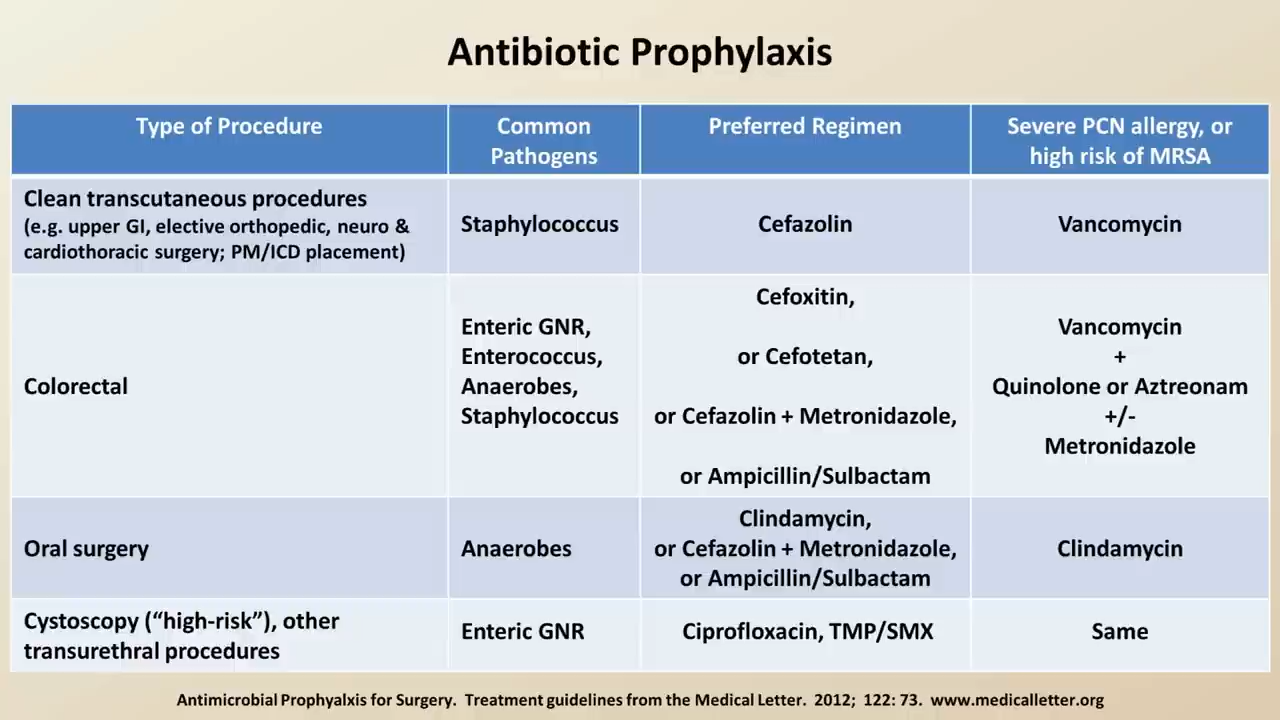 Antibiotic Prophylaxis
Type of Procedure
Common
Pathogens
Preferred Regimen
Severe PCN allergy, or
high risk of MRSA
Clean transcutaneous procedures
(e.g. upper GI, elective orthopedic, neuro &
cardiothoracic surgery; PM/ICD placement)
Staphylococcus
Cefazolin
Vancomycin
Colorectal
Enteric GNR,
Enterococcus,
Anaerobes,
Staphylococcus
Cefoxitin,
or Cefotetan,
or Cefazolin + Metronidazole,
or Ampicillin/Sulbactam
Vancomycin
+
Quinolone or Aztreonam
+/-
Metronidazole
Oral surgery
Anaerobes
Clindamycin,
or Cefazolin + Metronidazole,
or Ampicillin/Sulbactam
Clindamycin
Cystoscopy (“high-risk”), other
transurethral procedures
Enteric GNR
Ciprofloxacin, TMP/SMX
Same
Antimicrobial Prophyalxis for Surgery.  Treatment guidelines from the Medical Letter.  2012;  122: 73.  www.medicalletter.org